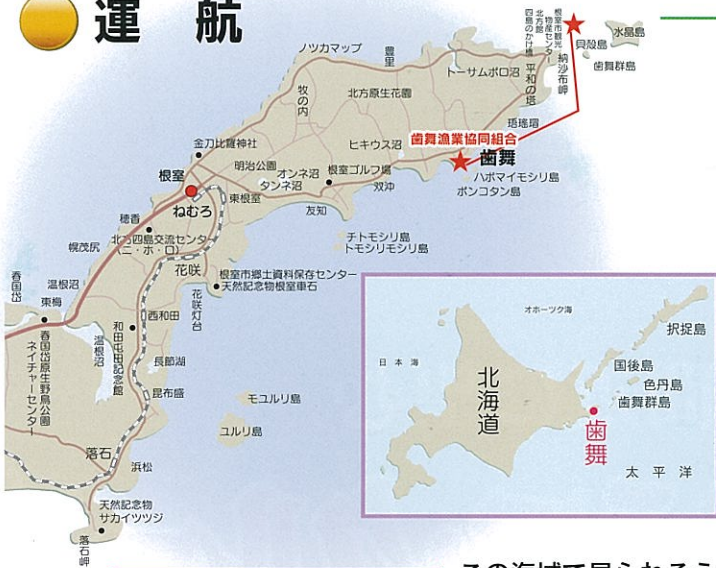 運 航
ノツカマップ
豊里
根室市観光物産センター
北方館
四島のかけ橋
平和の塔
納沙布岬
貝殻島
水晶島
歯舞群島
トーサムポロ沼
牧の内
北方原生花園
珸瑤瑁
金刀比羅神社
ヒキウス沼
歯舞漁業協同組合
歯舞
明治公園
オンネ沼
タンネ沼
根室ゴルフ場
双沖
ハボマイモシリ島
ポンコタン島
根室
ねむろ
東根室
友知
穂香
北方四島交流センター
(ニ・ホ・ロ)
チトモシリ島
トモシリモシリ島
幌茂尻
花咲
根室市郷土資料保存センター
天然記念物根室車石
花咲灯台
春国岱
温根沼
東梅
西和田
和田屯田記念館
温根沼
春国岱原生野鳥公園
ネイチャーセンター
長節湖
昆布盛
モユルリ島
ユルリ島
落石
浜松
天然記念物
サカイツツジ
落石岬
オホーツク海
日本海
北海道
択捉島
国後島
色丹島
歯舞群島
歯舞
太平洋